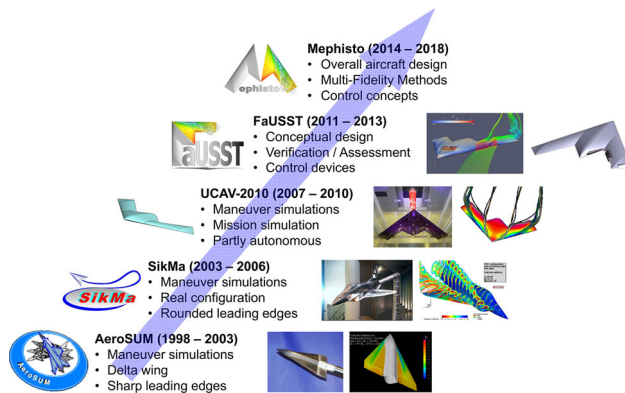 Mephisto (2014 – 2018)
• Overall aircraft design
• Multi-Fidelity Methods
• Control concepts
ephisto
FaUSST (2011 – 2013)
• Conceptual design
• Verification / Assessment
• Control devices
FaUSST
UCAV-2010 (2007 – 2010)
• Maneuver simulations
• Mission simulation
• Partly autonomous
SikMa (2003 – 2006)
• Maneuver simulations
• Real configuration
• Rounded leading edges
SikMa
AeroSUM (1998 – 2003)
• Maneuver simulations
• Delta wing
• Sharp leading edges
AeroSUM